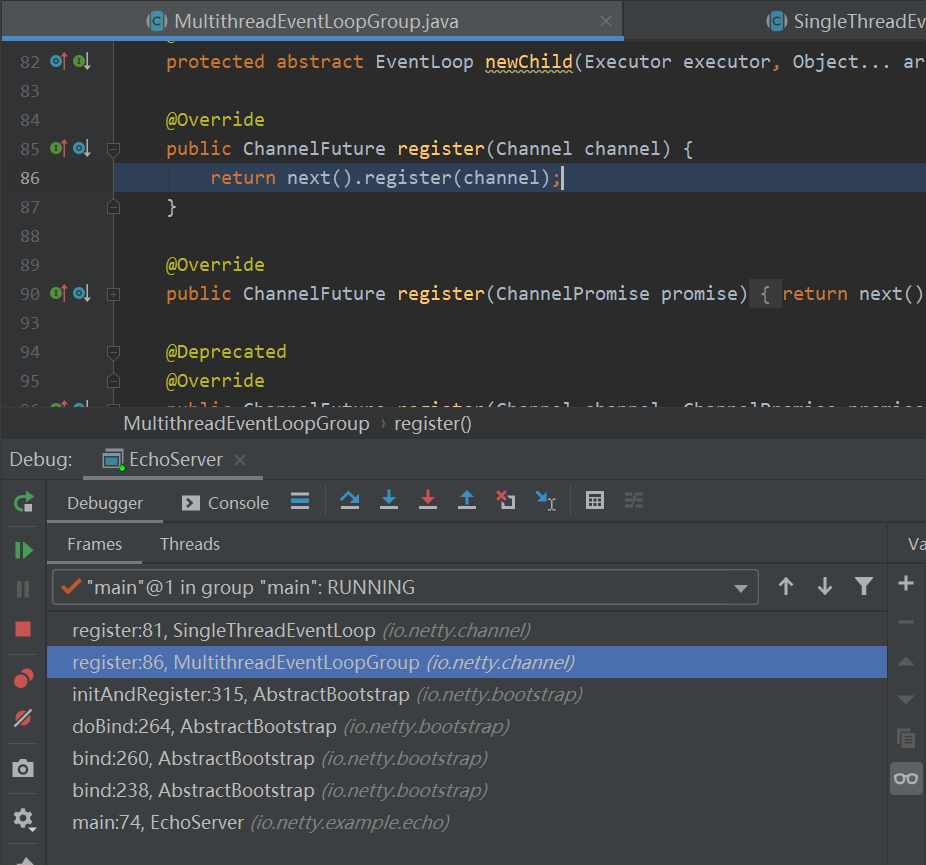 MultithreadEventLoopGroup.java
SingleThreadEv
82 protected abstract EventLoop newChild(Executor executor, Object... ar
83
84 @Override
85 public ChannelFuture register(Channel channel) {
86 return next().register(channel);
87 }
88
89 @Override
90 public ChannelFuture register(ChannelPromise promise) { return next()
93
94 @Deprecated
95 @Override
MultithreadEventLoopGroup › register()
Debug: EchoServer
Debugger Console
Frames Threads Va
"main"@1 in group "main": RUNNING
register:81, SingleThreadEventLoop (io.netty.channel)
register:86, MultithreadEventLoopGroup (io.netty.channel)
initAndRegister:315, AbstractBootstrap (io.netty.bootstrap)
doBind:264, AbstractBootstrap (io.netty.bootstrap)
bind:260, AbstractBootstrap (io.netty.bootstrap)
bind:238, AbstractBootstrap (io.netty.bootstrap)
main:74, EchoServer (io.netty.example.echo)